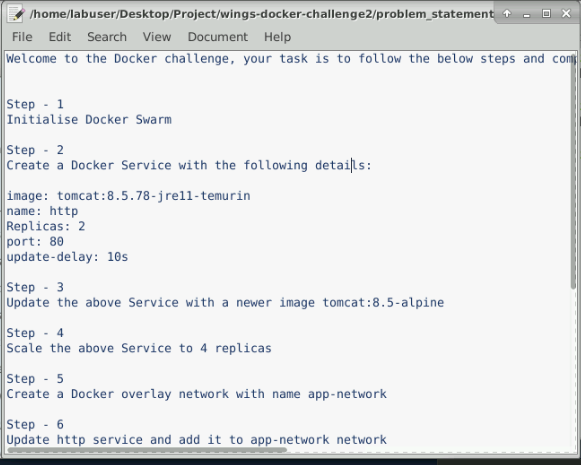 /home/labuser/Desktop/Project/wings-docker-challenge2/problem_statement
File Edit Search View Document Help
Welcome to the Docker challenge, your task is to follow the below steps and
Step - 1
Initialise Docker Swarm
Step - 2
Create a Docker Service with the following details:
image: tomcat:8.5.78-jre11-temurin
name: http
Replicas: 2
port: 80
update-delay: 10s
Step - 3
Update the above Service with a newer image tomcat:8.5-alpine
Step - 4
Scale the above Service to 4 replicas
Step - 5
Create a Docker overlay network with name app-network
Step - 6
Update http service and add it to app-network network